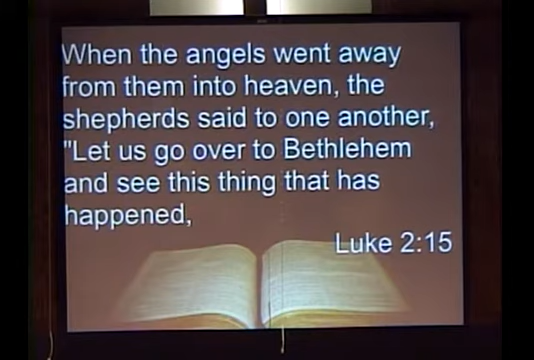 When the angels went away
from them into heaven, the
shepherds said to one another,
"Let us go over to Bethlehem
and see this thing that has
happened,
Luke 2:15